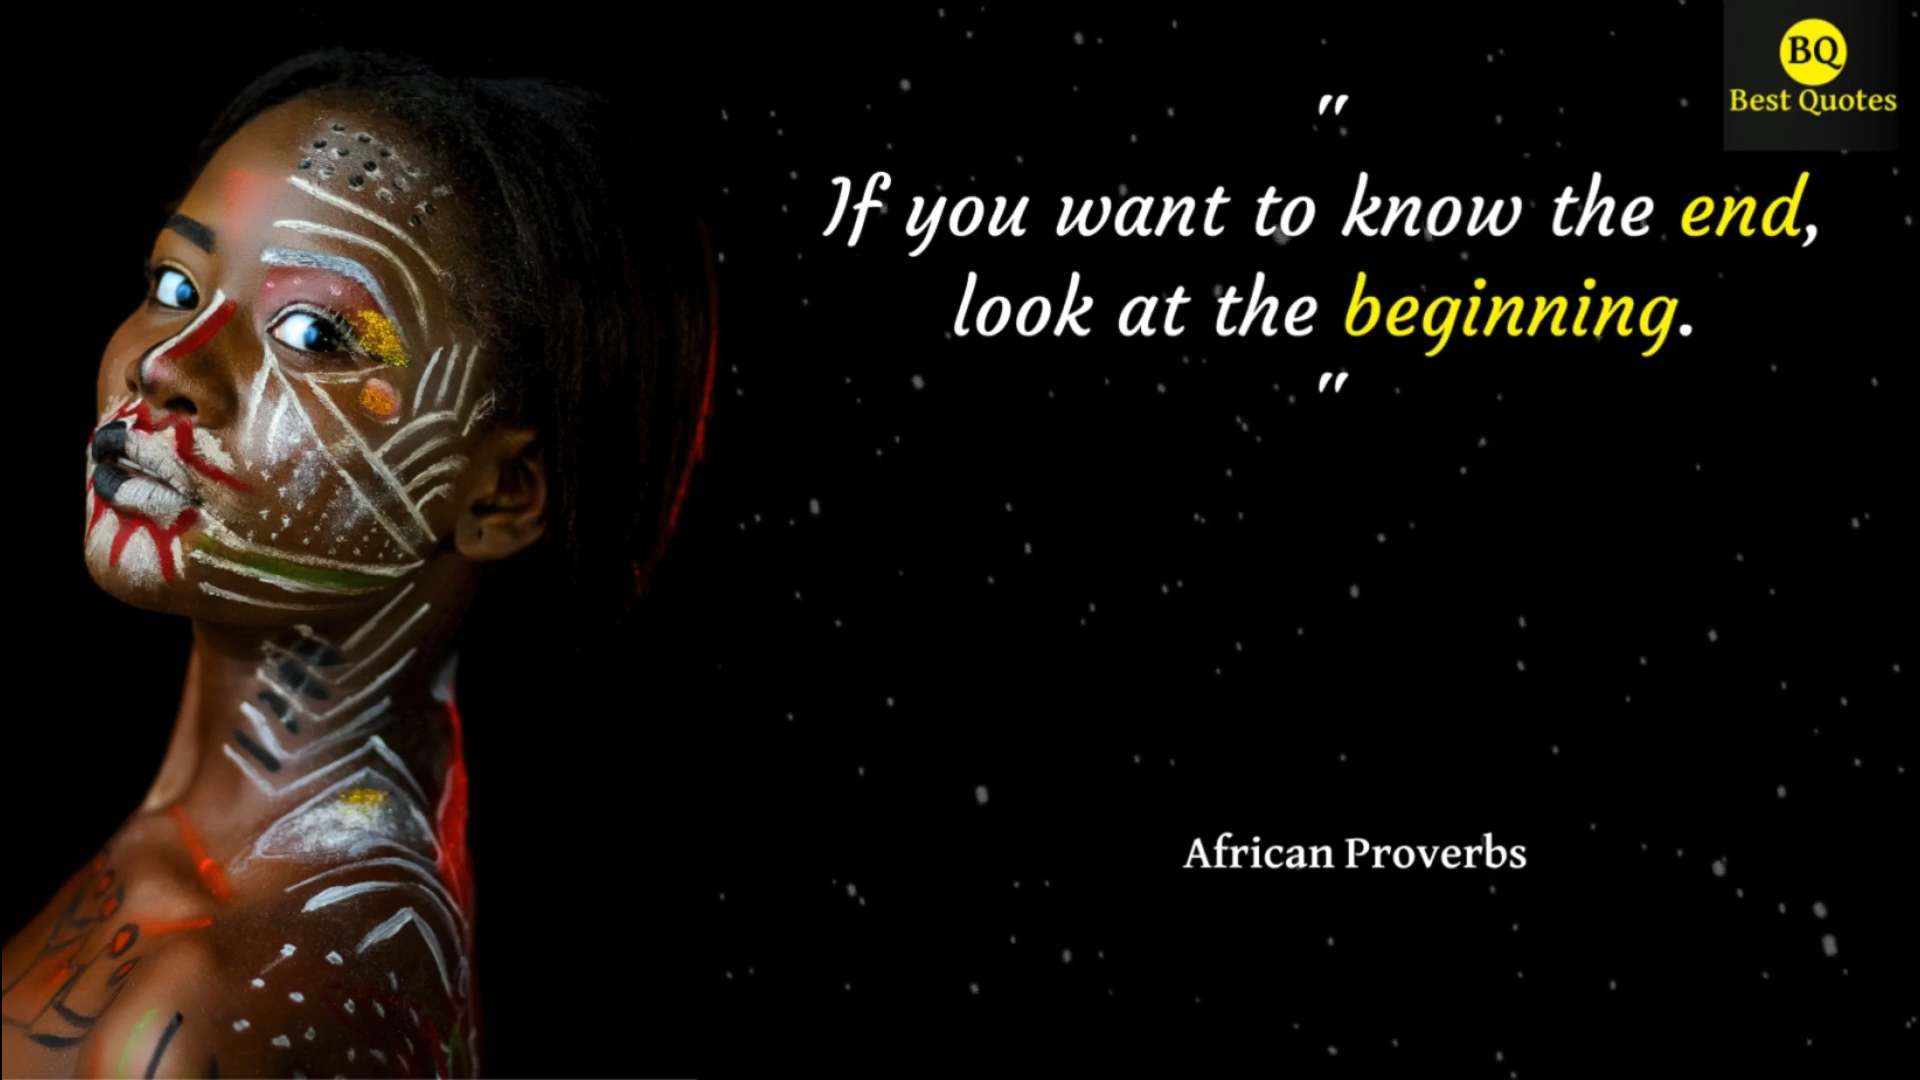 BQ
Best Quotes
"
If you want to know the end,
look at the beginning.
"
African Proverbs